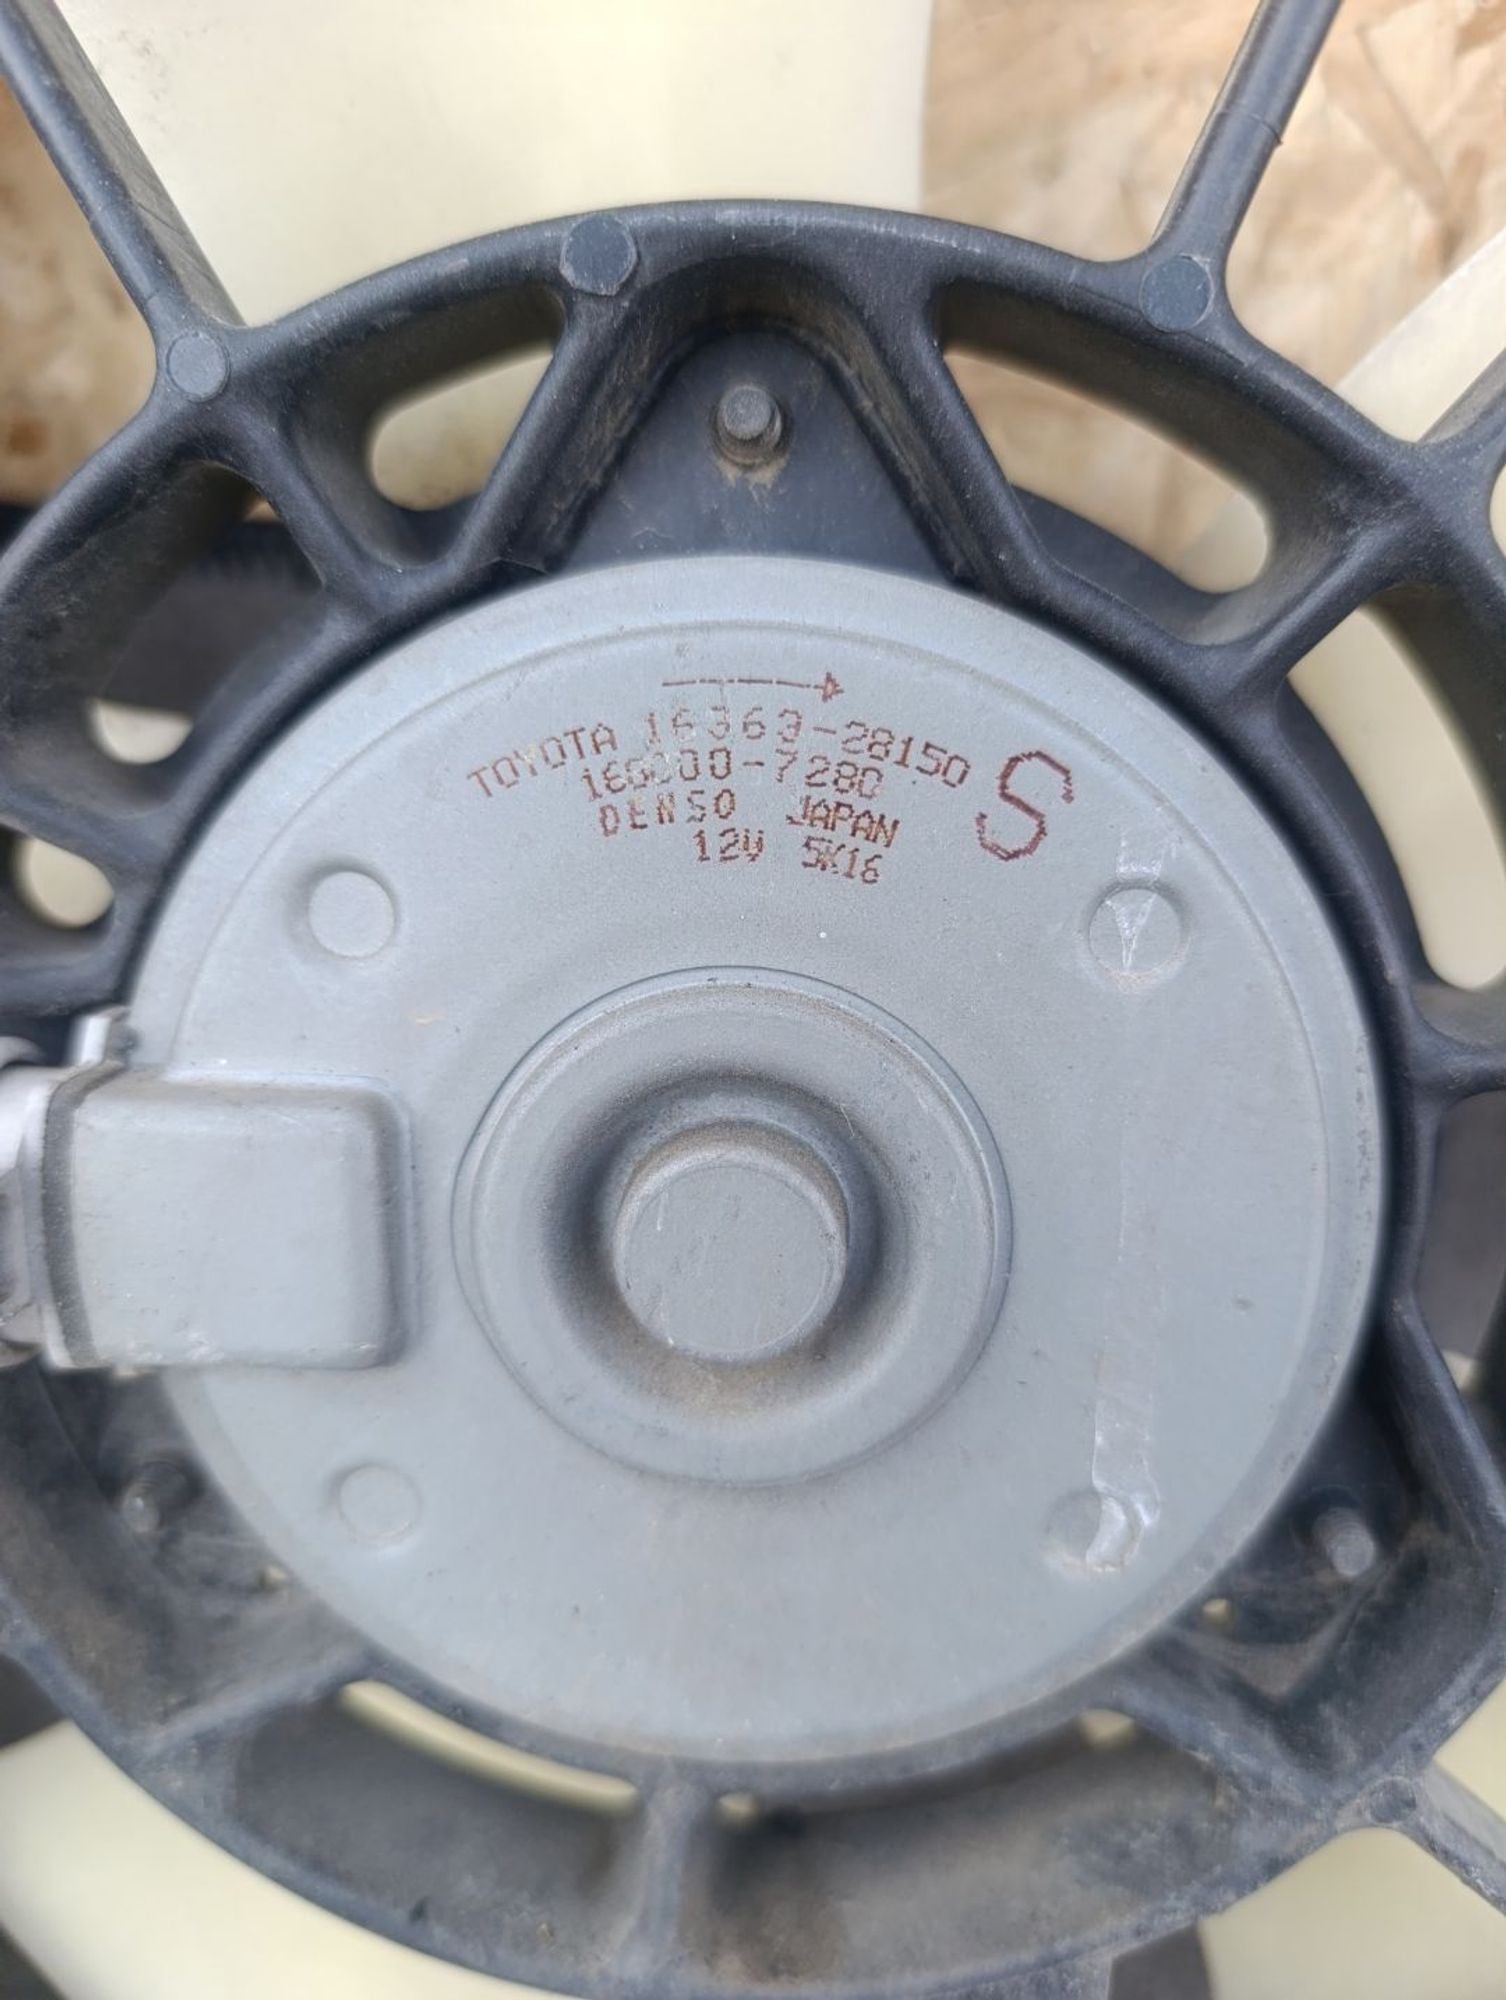 TOYOTA 16363-28150 S
168000-7280
DENSO JAPAN
12V 5K16